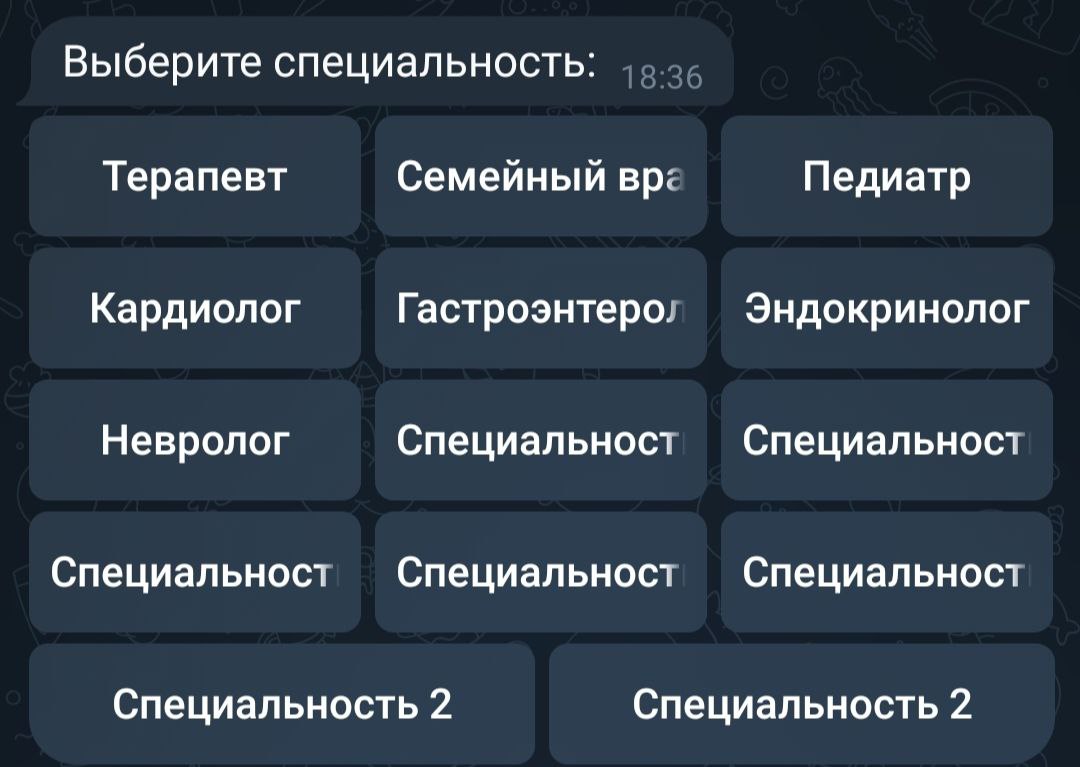 Выберите специальность: 18:36
Терапевт Семейный вра Педиатр
Кардиолог Гастроэнтерол Эндокринолог
Невролог Специальност Специальност
Специальност Специальност Специальност
Специальность 2 Специальность 2